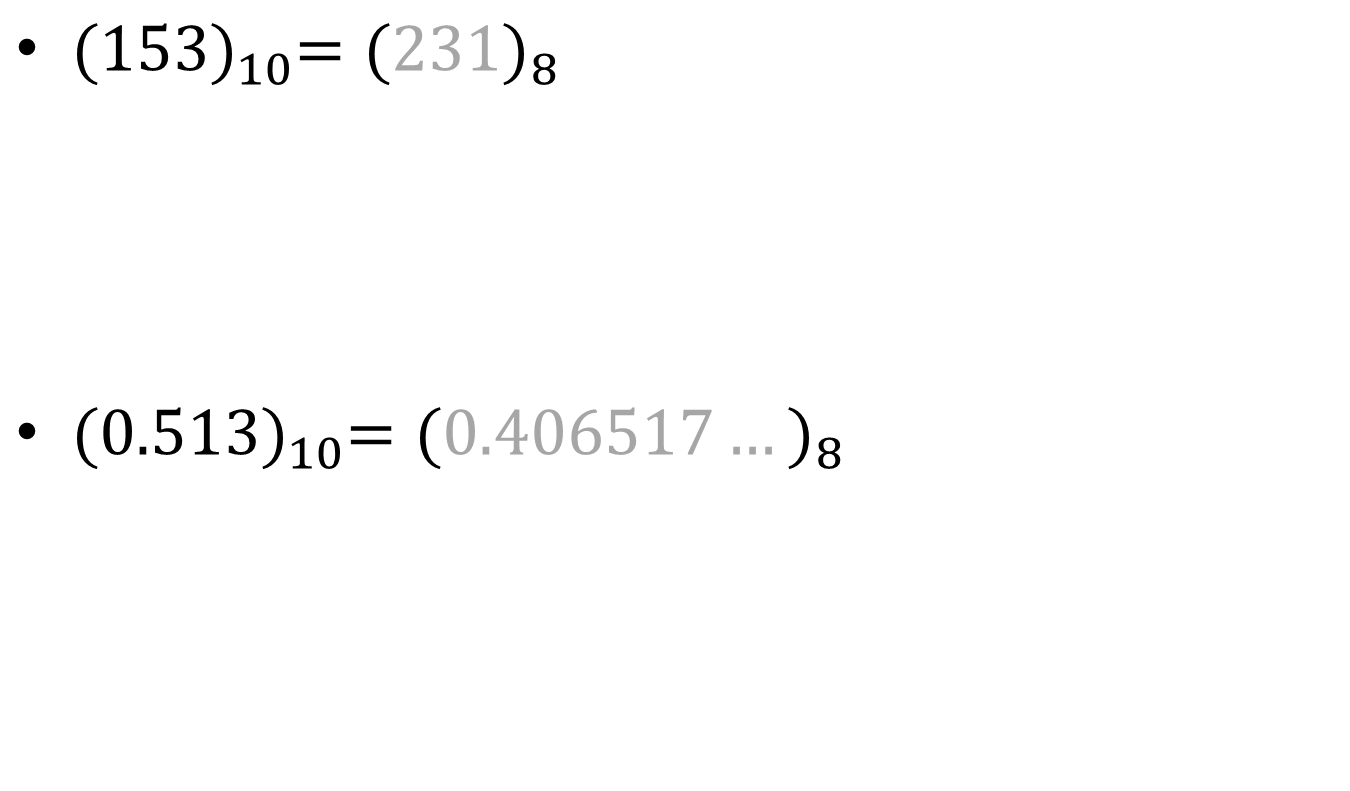 • (153)₁₀= (231)₈
• (0.513)₁₀= (0.406517 … )₈